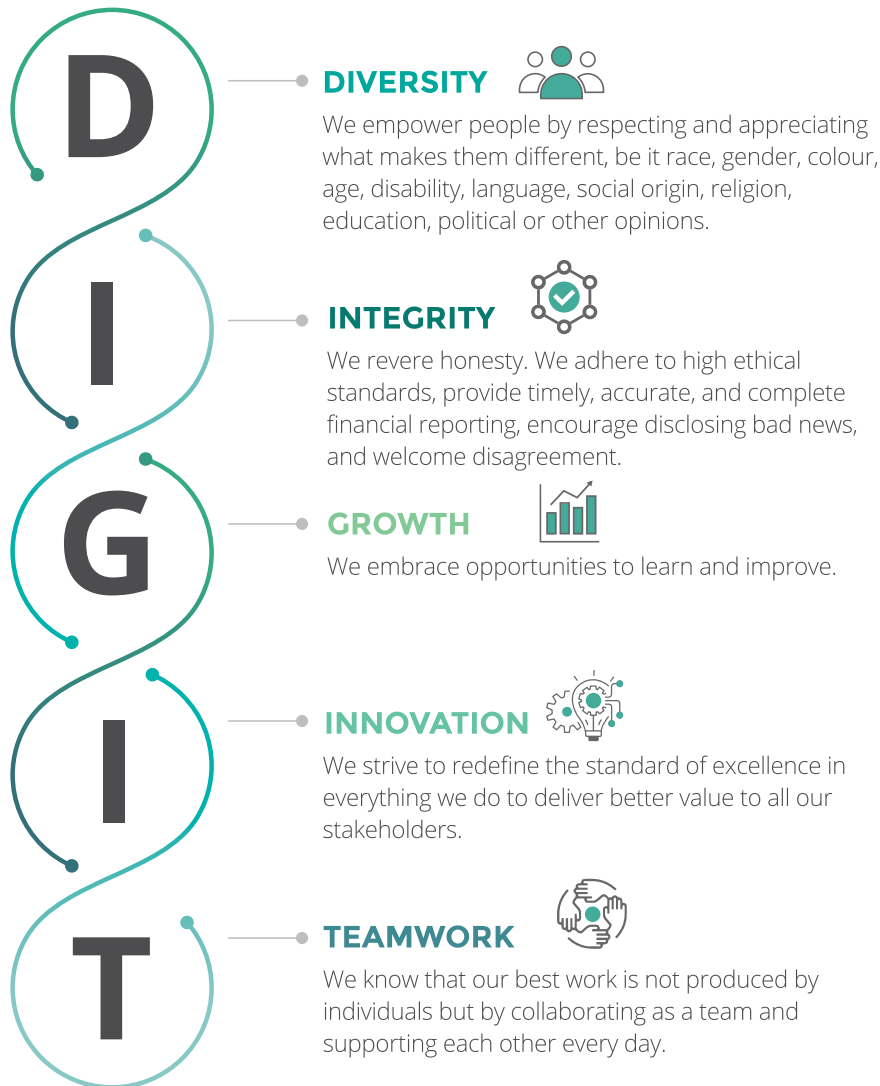 D
DIVERSITY
We empower people by respecting and appreciating
what makes them different, be it race, gender, colour,
age, disability, language, social origin, religion,
education, political or other opinions.
I
INTEGRITY
We revere honesty. We adhere to high ethical
standards, provide timely, accurate, and complete
financial reporting, encourage disclosing bad news,
and welcome disagreement.
G
GROWTH
We embrace opportunities to learn and improve.
I
INNOVATION
We strive to redefine the standard of excellence in
everything we do to deliver better value to all our
stakeholders.
T
TEAMWORK
We know that our best work is not produced by
individuals but by collaborating as a team and
supporting each other every day.